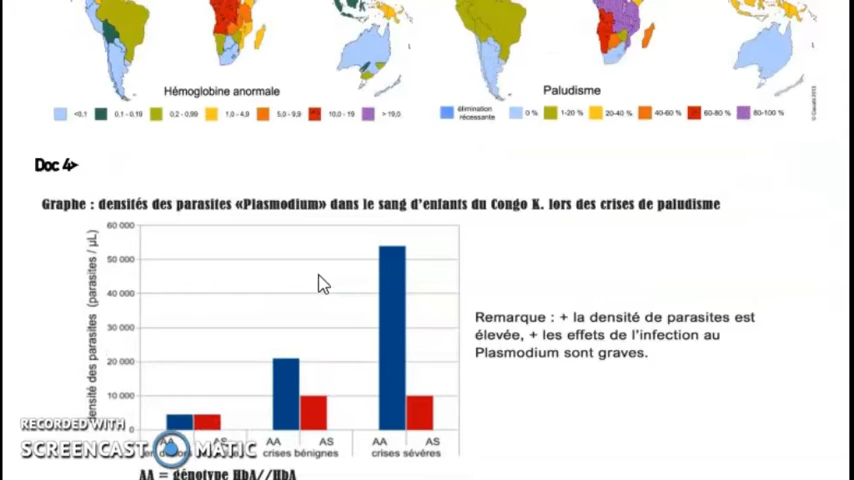 Hémoglobine anormale
Paludisme
<0,1 0,1 - 0,19 0,2 - 0,99 1,0 - 4,9 5,0 - 9,9 10,0 - 19 > 19,0
élimination récessante 0 % 1-20 % 20-40 % 40-60 % 60-80 % 80-100 %
Doc 4
Graphe : densités des parasites «Plasmodium» dans le sang d'enfants du Congo K. lors des crises de paludisme
densité des parasites (parasites / µL)
60 000
50 000
40 000
30 000
20 000
10 000
0
Remarque : + la densité de parasites est
élevée, + les effets de l'infection au
Plasmodium sont graves.
RECORDED WITH
SCREENCAST MATIC
AA AS AA AS AA AS
crises bénignes crises sévères
AA = génotype HbA//HbA